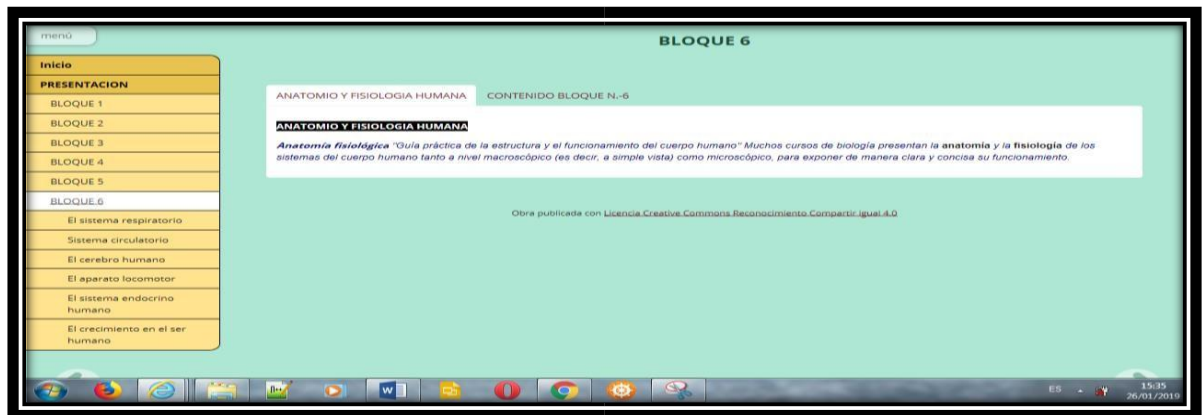 menú
BLOQUE 6
Inicio
PRESENTACION
BLOQUE 1
BLOQUE 2
BLOQUE 3
BLOQUE 4
BLOQUE 5
BLOQUE 6
El sistema respiratorio
Sistema circulatorio
El cerebro humano
El aparato locomotor
El sistema endocrino
humano
El crecimiento en el ser
humano
ANATOMIO Y FISIOLOGIA HUMANA CONTENIDO BLOQUE N.-6
ANATOMIO Y FISIOLOGIA HUMANA
Anatomía fisiológica "Guía práctica de la estructura y el funcionamiento del cuerpo humano" Muchos cursos de biología presentan la anatomía y la fisiología de los
sistemas del cuerpo humano tanto a nivel macroscópico (es decir, a simple vista) como microscópico, para exponer de manera clara y concisa su funcionamiento.
Obra publicada con Licencia Creative Commons Reconocimiento Compartir igual 4.0
ES
15:35
26/01/2019